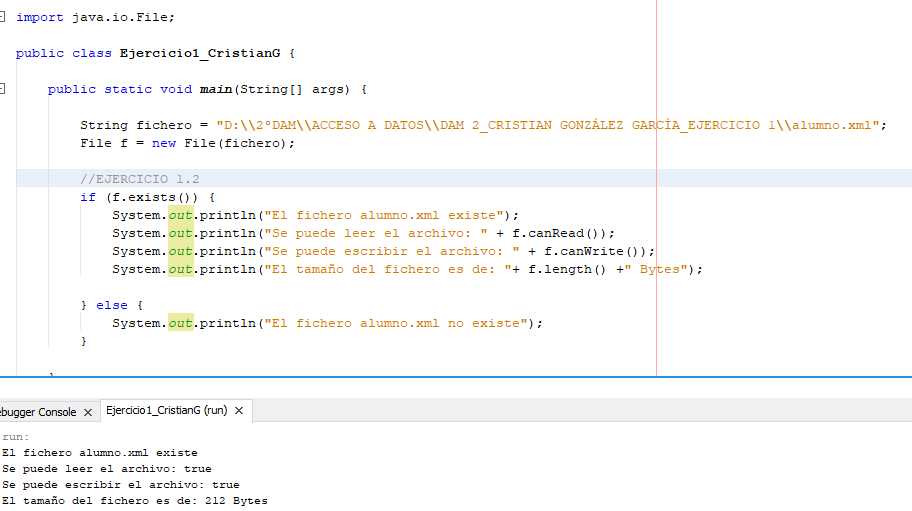 import java.io.File;
public class Ejercicio1_CristianG {
public static void main(String[] args) {
String fichero = "D:\\2ºDAM\\ACCESO A DATOS\\DAM 2_CRISTIAN GONZÁLEZ GARCÍA_EJERCICIO 1\\alumno.xml";
File f = new File(fichero);
//EJERCICIO 1.2
if (f.exists()) {
System.out.println("El fichero alumno.xml existe");
System.out.println("Se puede leer el archivo: " + f.canRead());
System.out.println("Se puede escribir el archivo: " + f.canWrite());
System.out.println("El tamaño del fichero es de: "+ f.length() +" Bytes");
} else {
System.out.println("El fichero alumno.xml no existe");
}
ebugger Console
Ejercicio1_CristianG (run)
run:
El fichero alumno.xml existe
Se puede leer el archivo: true
Se puede escribir el archivo: true
El tamaño del fichero es de: 212 Bytes